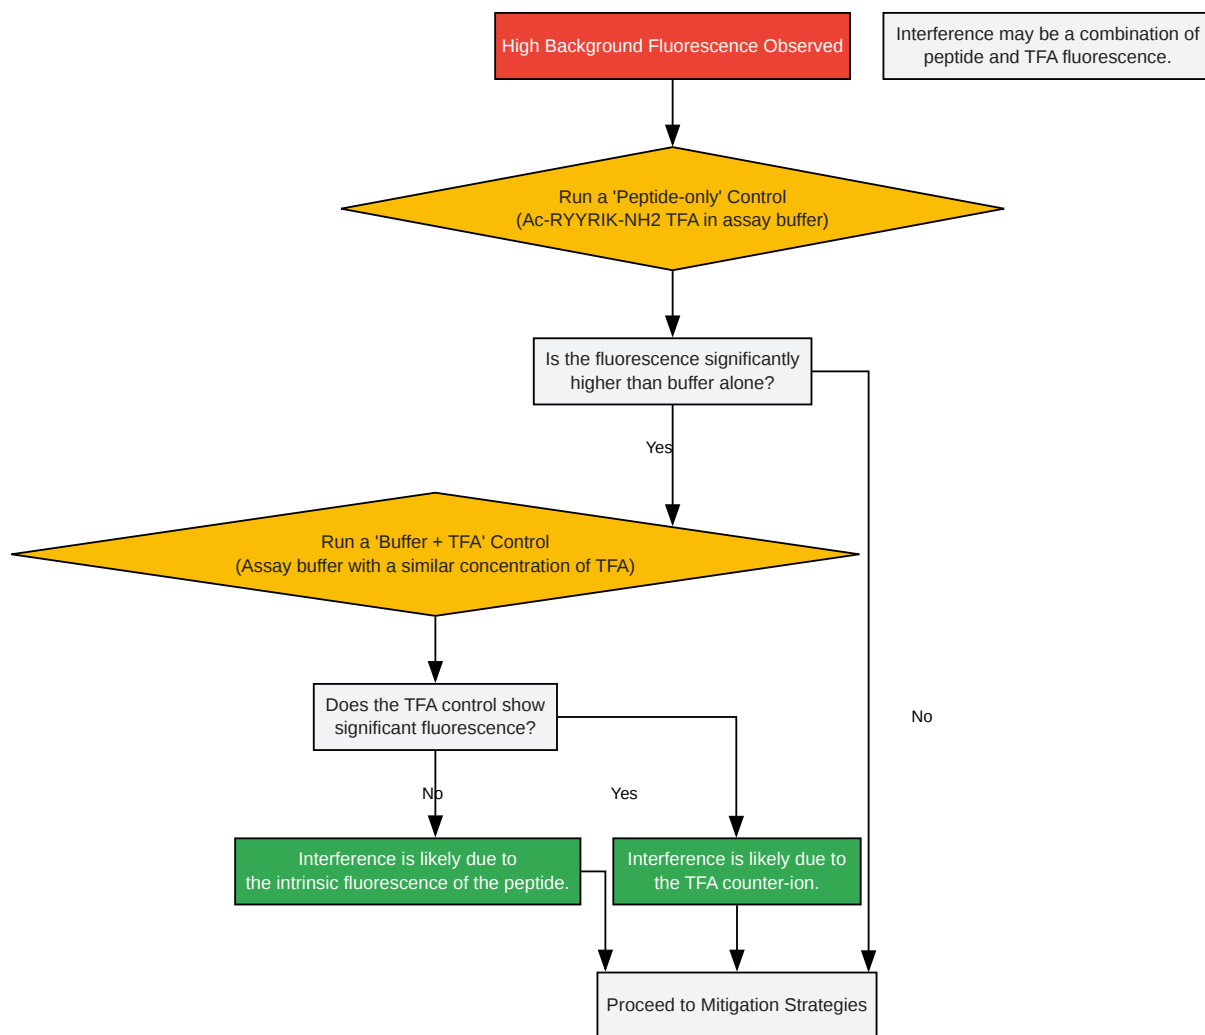 High Background Fluorescence Observed
Interference may be a combination of
peptide and TFA fluorescence.
Run a 'Peptide-only' Control
(Ac-RYYRIK-NH2 TFA in assay buffer)
Is the fluorescence significantly
higher than buffer alone?
Yes
Run a 'Buffer + TFA' Control
(Assay buffer with a similar concentration of TFA)
Does the TFA control show
significant fluorescence?
No
No
Yes
Interference is likely due to
the intrinsic fluorescence of the peptide.
Interference is likely due to
the TFA counter-ion.
Proceed to Mitigation Strategies